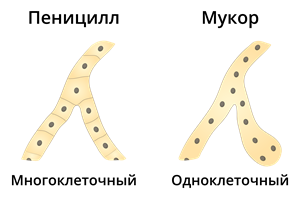 Пеницилл Мукор
Многоклеточный Одноклеточный